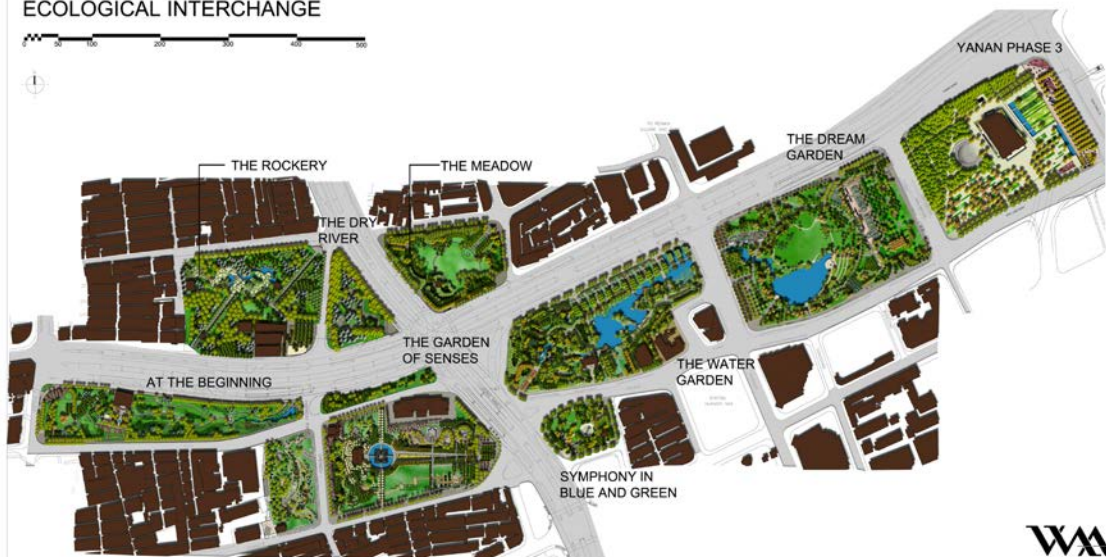 ECOLOGICAL INTERCHANGE
0 50 100 200 300 400 500
YANAN PHASE 3
THE DREAM
GARDEN
THE ROCKERY
THE MEADOW
THE DRY
RIVER
THE GARDEN
OF SENSES
THE WATER
GARDEN
AT THE BEGINNING
SYMPHONY IN
BLUE AND GREEN